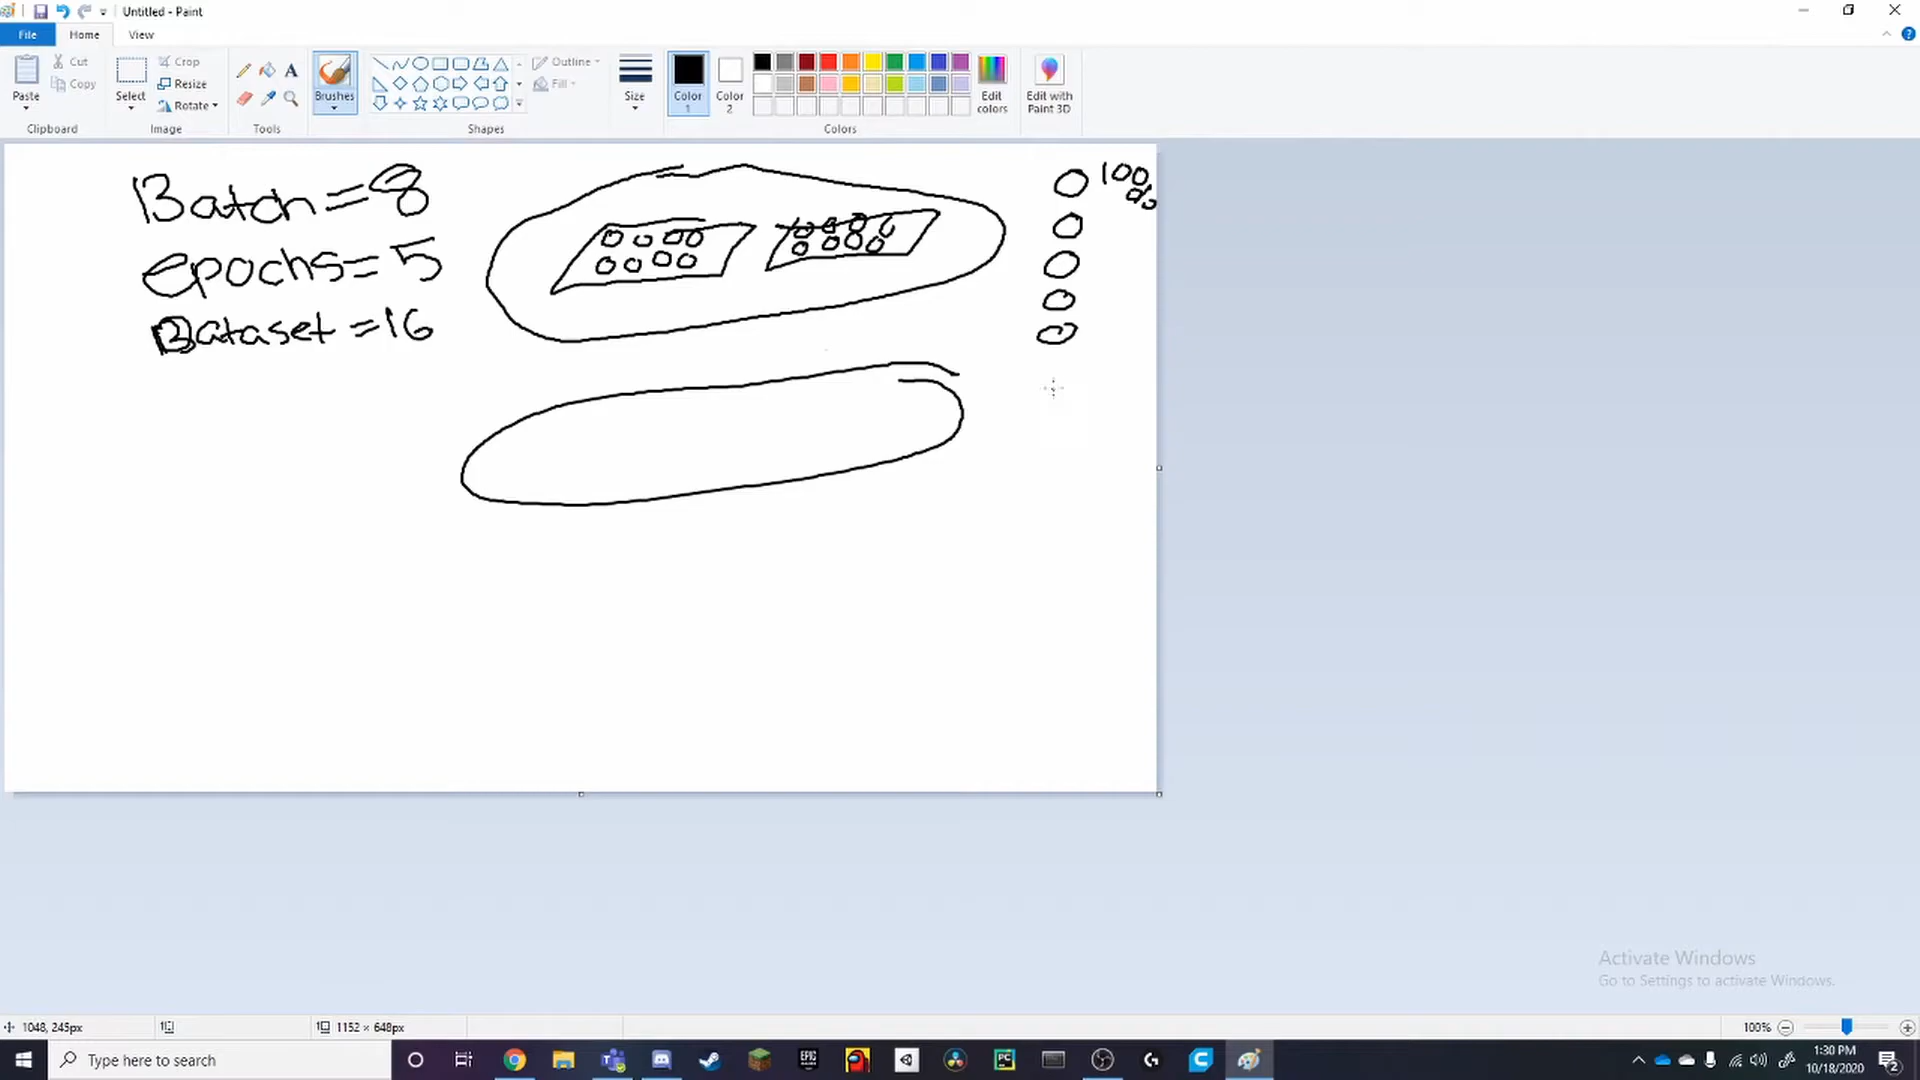 Untitled - Paint
File Home View
Paste
Cut
Copy
Clipboard
Select
Crop
Resize
Rotate
Image
Tools
Brushes
Shapes
Outline
Fill
Size
Color 1
Color 2
Edit colors
Colors
Edit with Paint 3D
Batch=8
epochs=5
Dataset=16
100
Activate Windows
Go to Settings to activate Windows.
1048, 245px
1152 × 648px
100%
Type here to search
EPIC
PC
1:30 PM
10/18/2020
2